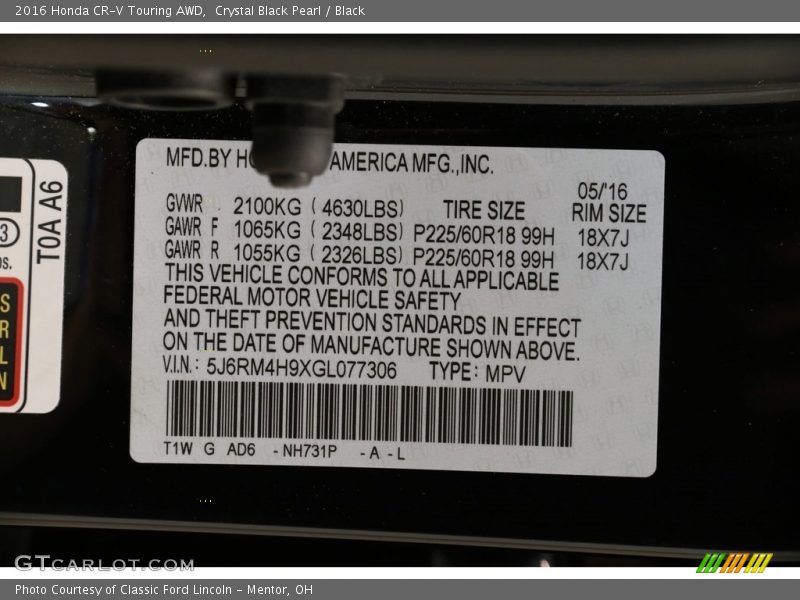 2016 Honda CR-V Touring AWD, Crystal Black Pearl / Black
MFD.BY AMERICA MFG.,INC.
05/'16
GVWR 2100KG ( 4630LBS) TIRE SIZE RIM SIZE
GAWR F 1065KG ( 2348LBS) P225/60R18 99H 18X7J
GAWR R 1055KG ( 2326LBS) P225/60R18 99H 18X7J
THIS VEHICLE CONFORMS TO ALL APPLICABLE
FEDERAL MOTOR VEHICLE SAFETY
AND THEFT PREVENTION STANDARDS IN EFFECT
ON THE DATE OF MANUFACTURE SHOWN ABOVE.
V.I.N.: 5J6RM4H9XGL077306 TYPE: MPV
T1W G AD6 -NH731P -A-L
T0A A6
3
GTCARLOT.COM
Photo Courtesy of Classic Ford Lincoln - Mentor, OH